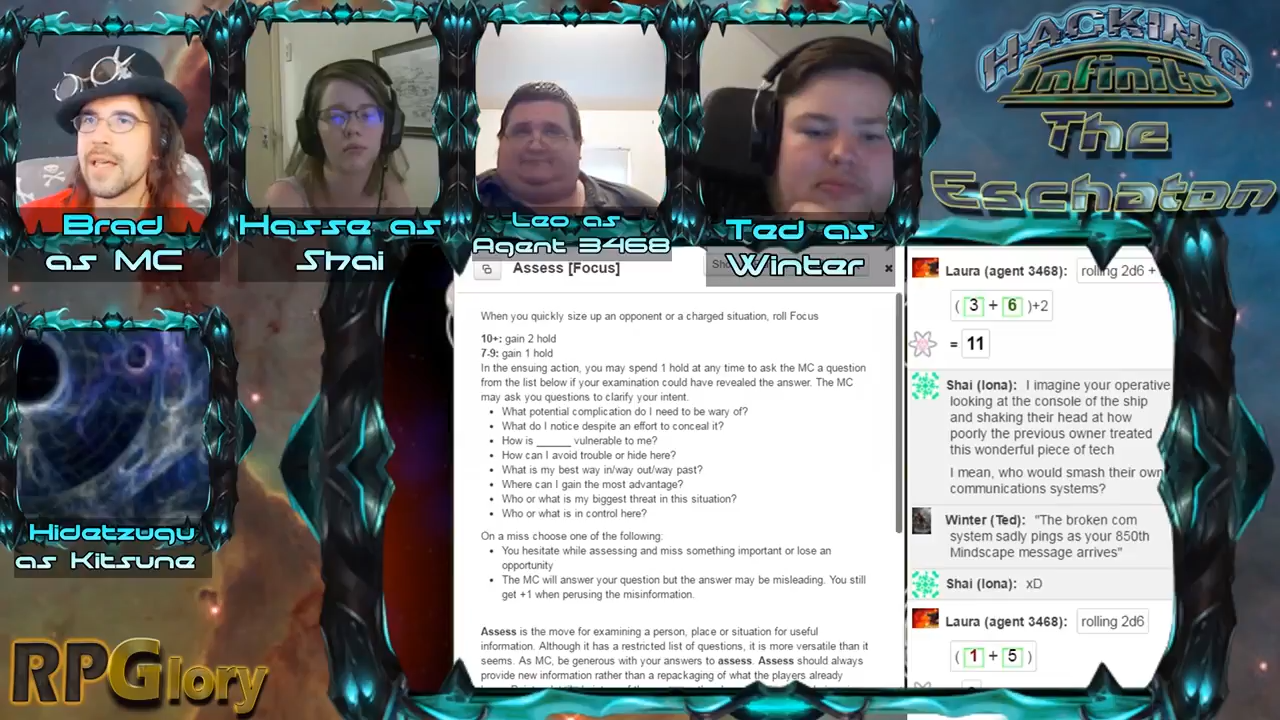 HACKING
Infinity
The
Eschaton
Brad
as MC
Hasse as
Shai
Leo as
Agent 3468
Ted as
Winter
Hidetzugu
as Kitsune
RPGlory
Assess [Focus]
When you quickly size up an opponent or a charged situation, roll Focus
10+: gain 2 hold
7-9: gain 1 hold
In the ensuing action, you may spend 1 hold at any time to ask the MC a question
from the list below if your examination could have revealed the answer. The MC
may ask you questions to clarify your intent.
• What potential complication do I need to be wary of?
• What do I notice despite an effort to conceal it?
• How is ______ vulnerable to me?
• How can I avoid trouble or hide here?
• What is my best way in/way out/way past?
• Where can I gain the most advantage?
• Who or what is my biggest threat in this situation?
• Who or what is in control here?
On a miss choose one of the following:
• You hesitate while assessing and miss something important or lose an
opportunity
• The MC will answer your question but the answer may be misleading. You still
get +1 when perusing the misinformation.
Assess is the move for examining a person, place or situation for useful
information. Although it has a restricted list of questions, it is more versatile than it
seems. As MC, be generous with your answers to assess. Assess should always
provide new information rather than a repackaging of what the players already
Laura (agent 3468): rolling 2d6 +
( 3 + 6 )+2
= 11
Shai (Iona): I imagine your operative
looking at the console of the ship
and shaking their head at how
poorly the previous owner treated
this wonderful piece of tech
I mean, who would smash their own
communications systems?
Winter (Ted): "The broken com
system sadly pings as your 850th
Mindscape message arrives"
Shai (Iona): xD
Laura (agent 3468): rolling 2d6
( 1 + 5 )